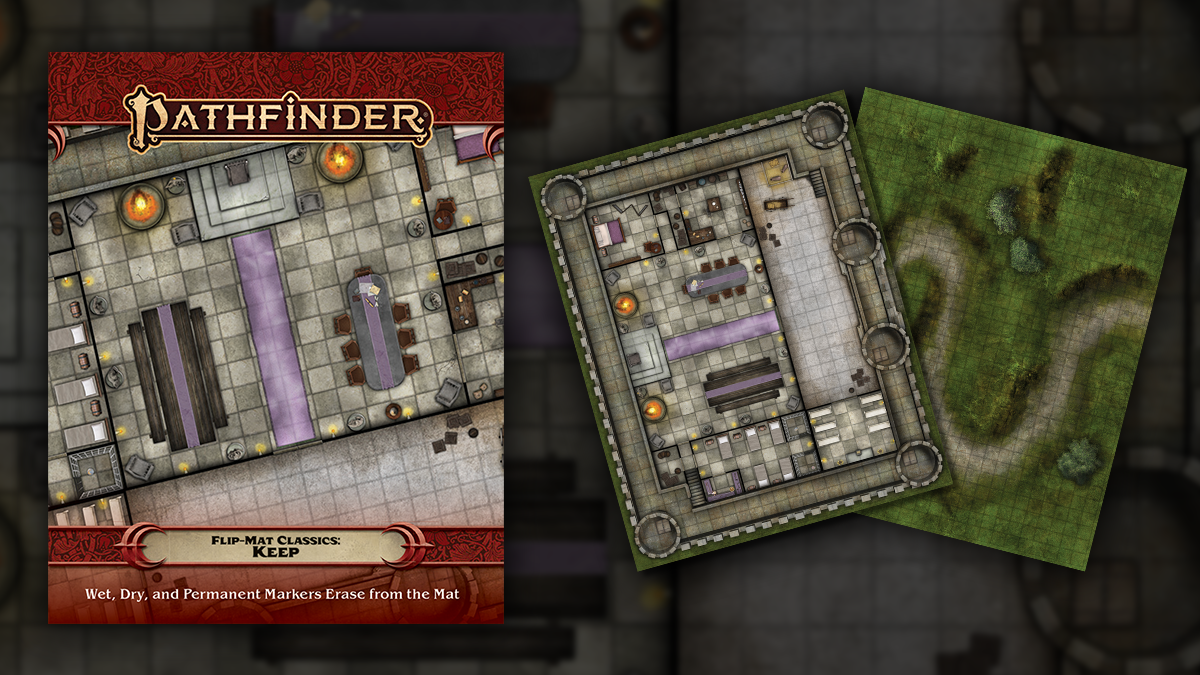 PATHFINDER
FLIP-MAT CLASSICS:
KEEP
Wet, Dry, and Permanent Markers Erase from the Mat